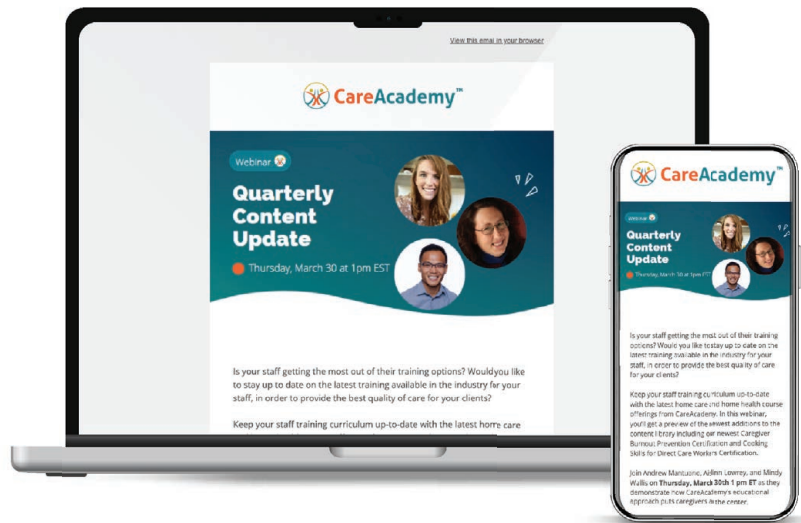 View this emai in your browser
CareAcademy™
Webinar
Quarterly
Content
Update
Thursday, March 30 at 1pm EST
Is your staff getting the most out of their training options? Wouldyou like
to stay up to date on the latest training available in the industry for your
staff, in order to provide the best quality of care for your clients?
Keep your staff training curriculum up-to-date with the latest home care
CareAcademy™
Webinar
Quarterly
Content
Update
Thursday, March 30 at 1pm EST
Is your staff getting the most out of their training
options? Would you like tostay up to date on the
latest training available in the industry for your
staff, in order to provide the best quality of care
for your clients?
Keep your staff training curriculum up-to-date
with the latest home care and home health course
offerings from CareAcademy. In this webinar,
you'll get a preview of the newest additions to the
content library including our newest Caregiver
Burnout Prevention Certification and Cooking
Skills for Direct Care Workers Certification.
Join Andrew Mantuano, Lowrey, and Mindy
Wallis on Thursday, March 30th 1 pm ET as they
demonstrate how CareAcademy's educational
approach puts caregivers in the center.